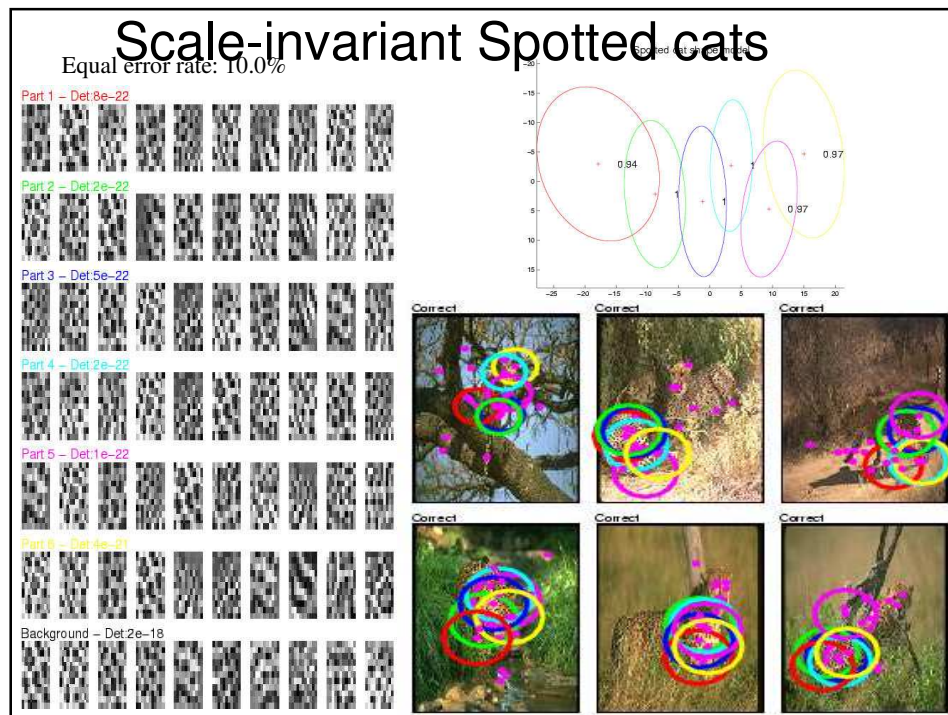 Scale-invariant Spotted cats
Equal error rate: 10.0%
Spotted cat shape model
Part 1 – Det:8e-22
Part 2 – Det:2e-22
Part 3 – Det:5e-22
Part 4 – Det:2e-22
Part 5 – Det:1e-22
Part 6 – Det:4e-21
Background – Det:2e-18
-20
-15
-10
-5
0
5
10
15
0.94
1
1
1
0.97
0.97
-25 -20 -15 -10 -5 0 5 10 15 20
Correct Correct Correct
Correct Correct Correct